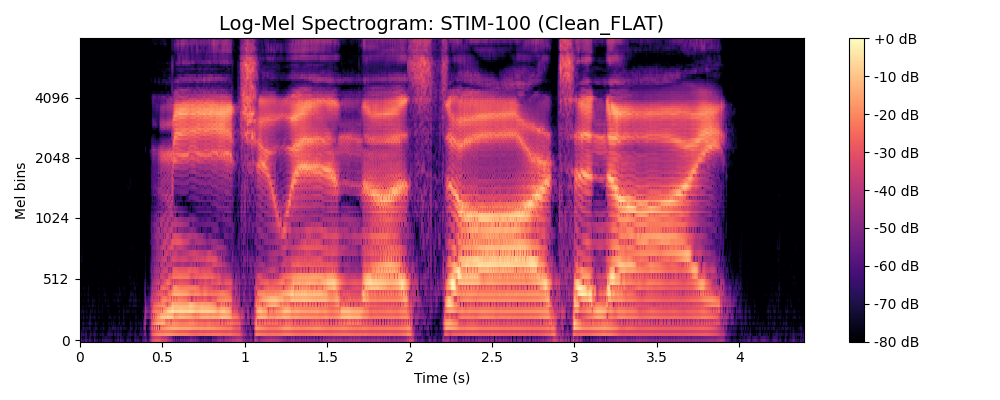 Log-Mel Spectrogram: STIM-100 (Clean_FLAT)
+0 dB
-10 dB
-20 dB
-30 dB
-40 dB
-50 dB
-60 dB
-70 dB
-80 dB
Mel bins
4096
2048
1024
512
0
0 0.5 1 1.5 2 2.5 3 3.5 4
Time (s)